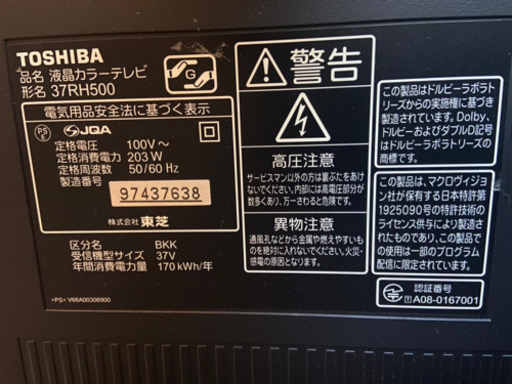 TOSHIBA
品名 液晶カラーテレビ
形名 37RH500
G
電気用品安全法に基づく表示
PS
E
JQA
定格電圧 100V～
定格消費電力 203W
定格周波数 50/60 Hz
製造番号 97437638
株式会社 東芝
区分名 BKK
受信機型サイズ 37V
年間消費電力量 170 kWh/年
>PS< V66A00306900
警告
高圧注意
サービスマン以外の方は裏ぶたをあけ
ないでください。内部には高電圧部分が
数多くあり、万一さわると危険です。
異物注意
通風孔などから金属や燃えやすいもの
を内部に入れないでください。火災・感
電の原因となります。
この製品は、ドルビーラボラト
リーズからの実施権に基づき
製造されています。Dolby、
ドルビーおよびダブルD記号
はドルビーラボラトリーズの
商標です。
この製品は、マクロヴィジョン
社が保有する日本特許第
1925090号の特許技術の
ライセンス供与により製造さ
れており、この製品でこの特許
の使用は一部のプログラム
配信に限定されています。
認証番号
T A08-0167001